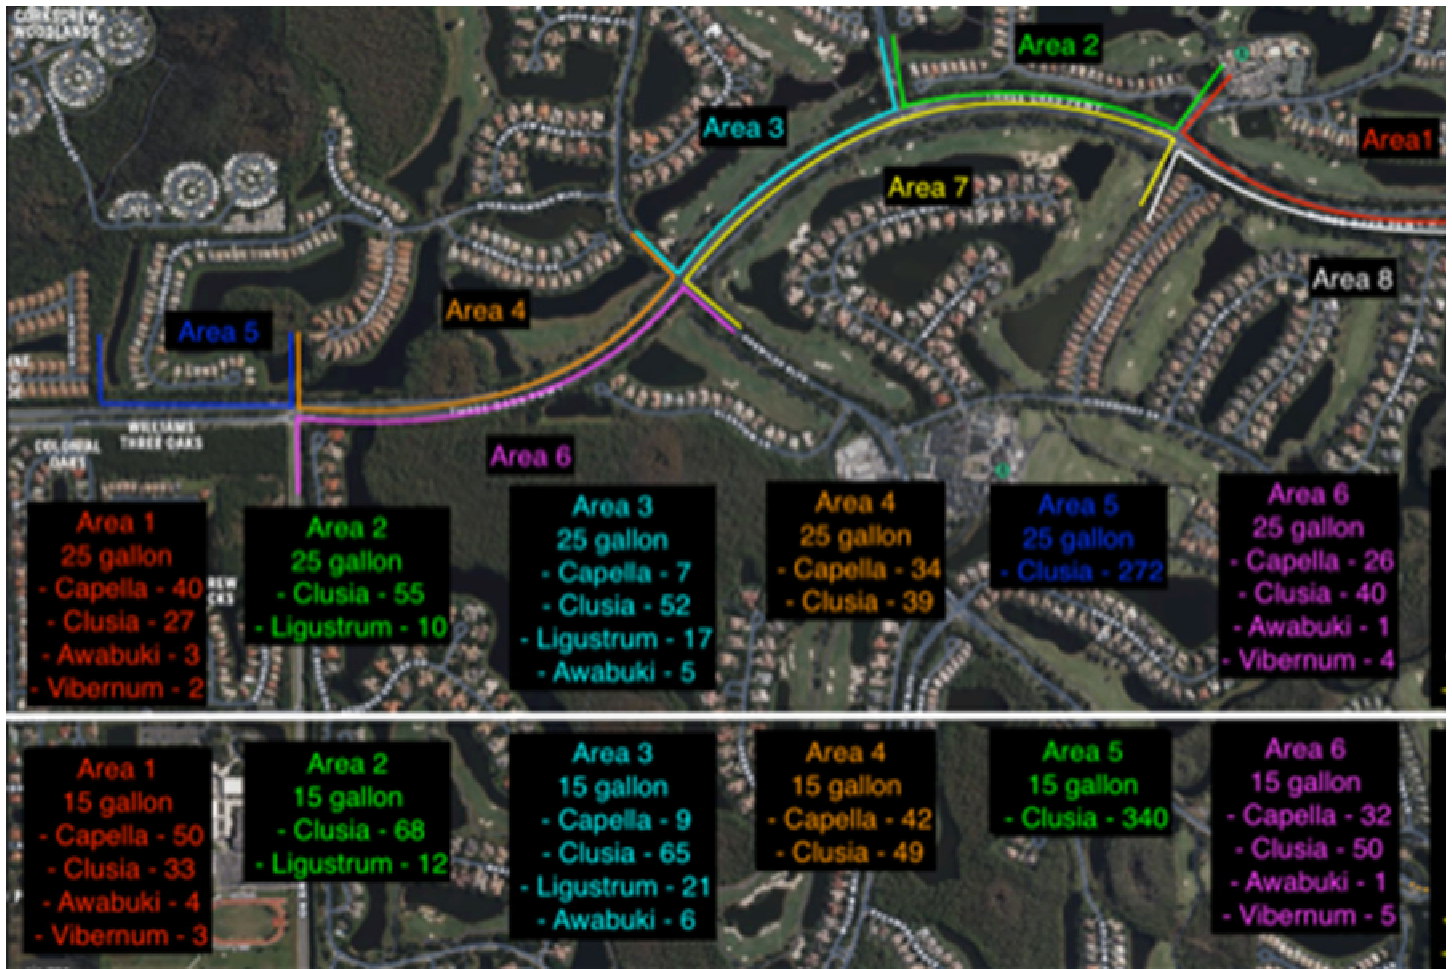 CORKSCREW
WOODLANDS
Area 2
Area 3
Area1
Area 7
Area 8
Area 4
Area 5
WILLIAMS
THREE OAKS
COLONIAL
OAKS
Area 6
Area 1
25 gallon
- Capella - 40
- Clusia - 27
- Awabuki - 3
- Vibernum - 2
Area 2
25 gallon
- Clusia - 55
- Ligustrum - 10
Area 3
25 gallon
- Capella - 7
- Clusia - 52
- Ligustrum - 17
- Awabuki - 5
Area 4
25 gallon
- Capella - 34
- Clusia - 39
Area 5
25 gallon
- Clusia - 272
Area 6
25 gallon
- Capella - 26
- Clusia - 40
- Awabuki - 1
- Vibernum - 4
Area 1
15 gallon
- Capella - 50
- Clusia - 33
- Awabuki - 4
- Vibernum - 3
Area 2
15 gallon
- Clusia - 68
- Ligustrum - 12
Area 3
15 gallon
- Capella - 9
- Clusia - 65
- Ligustrum - 21
- Awabuki - 6
Area 4
15 gallon
- Capella - 42
- Clusia - 49
Area 5
15 gallon
- Clusia - 340
Area 6
15 gallon
- Capella - 32
- Clusia - 50
- Awabuki - 1
- Vibernum - 5